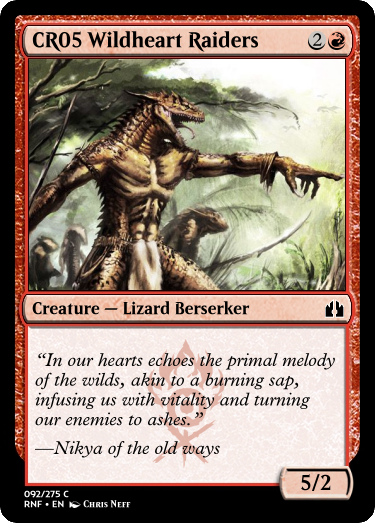 CR05 Wildheart Raiders 2
Creature — Lizard Berserker
“In our hearts echoes the primal melody
of the wilds, akin to a burning sap,
infusing us with vitality and turning
our enemies to ashes.”
—Nikya of the old ways
5/2
092/275 C
RNF • EN Chris Neff